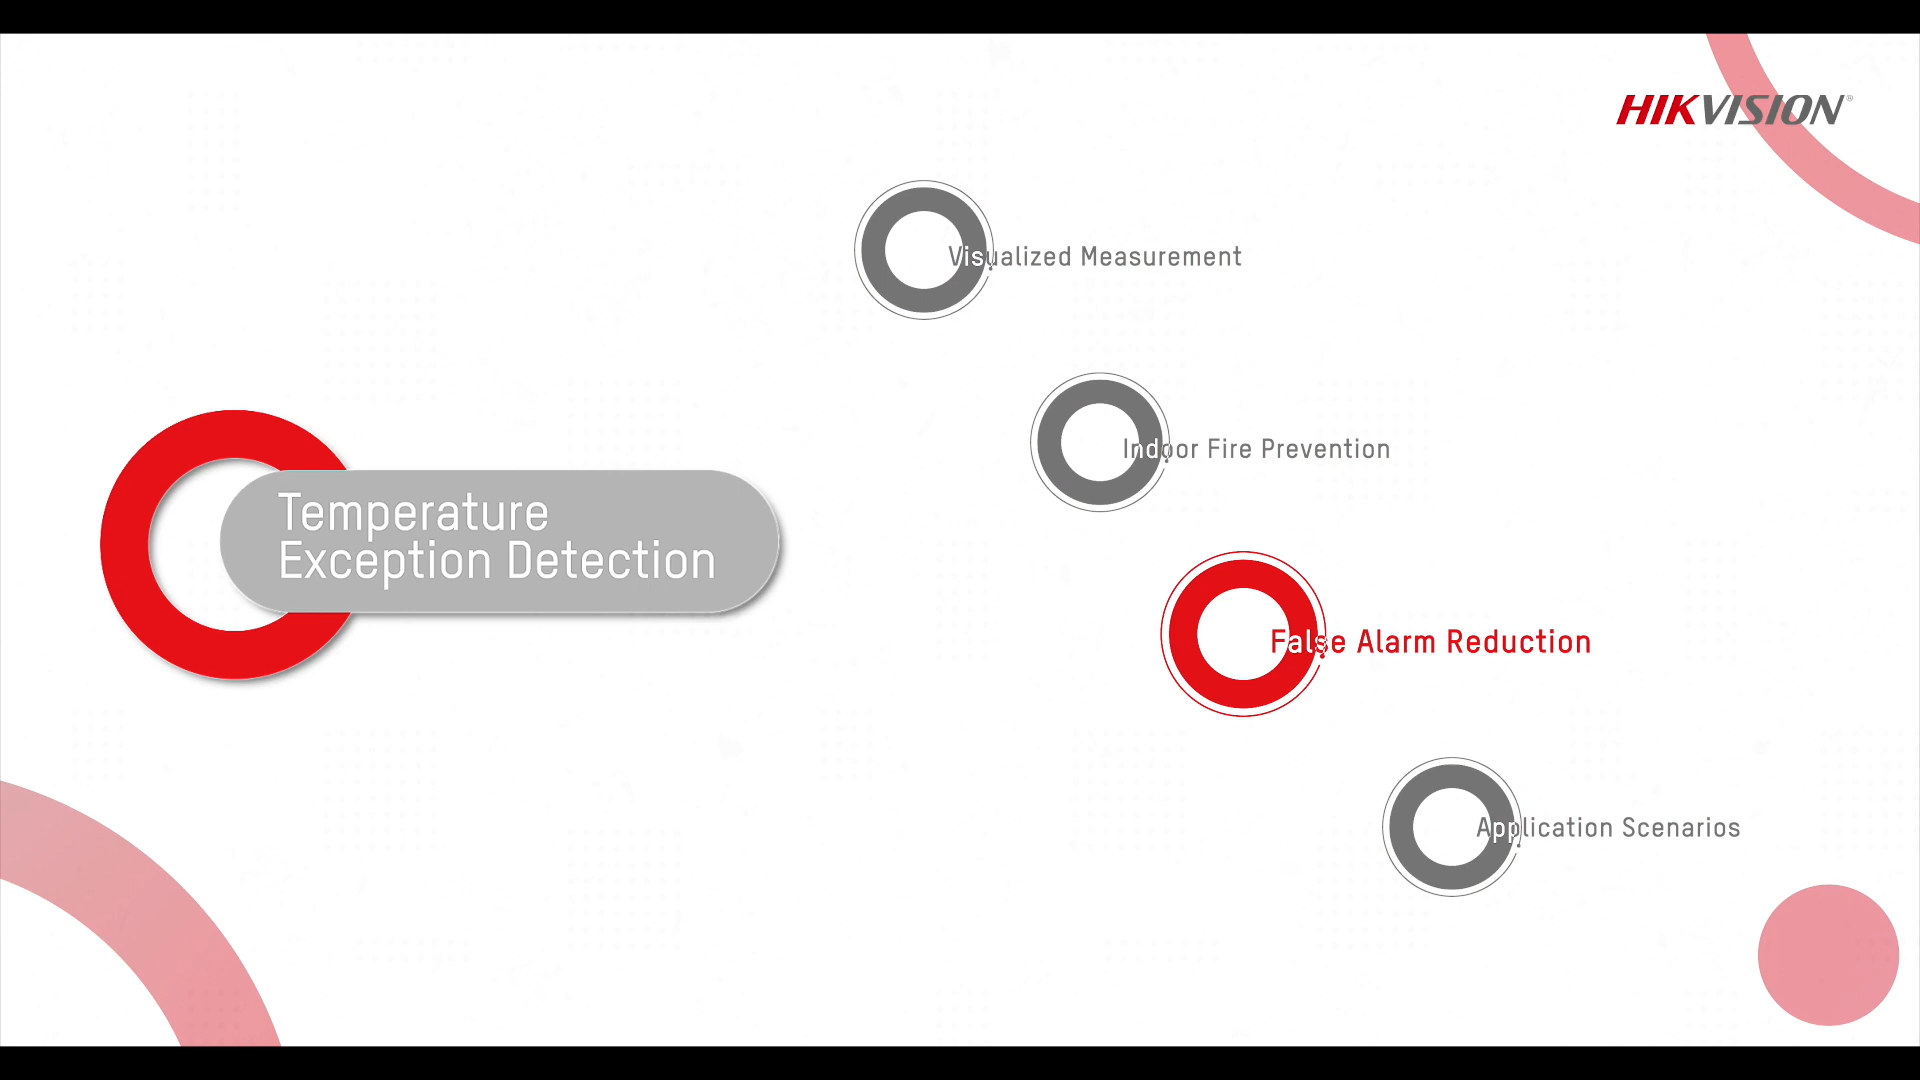 HIKVISION®
Visualized Measurement
Indoor Fire Prevention
Temperature
Exception Detection
False Alarm Reduction
Application Scenarios